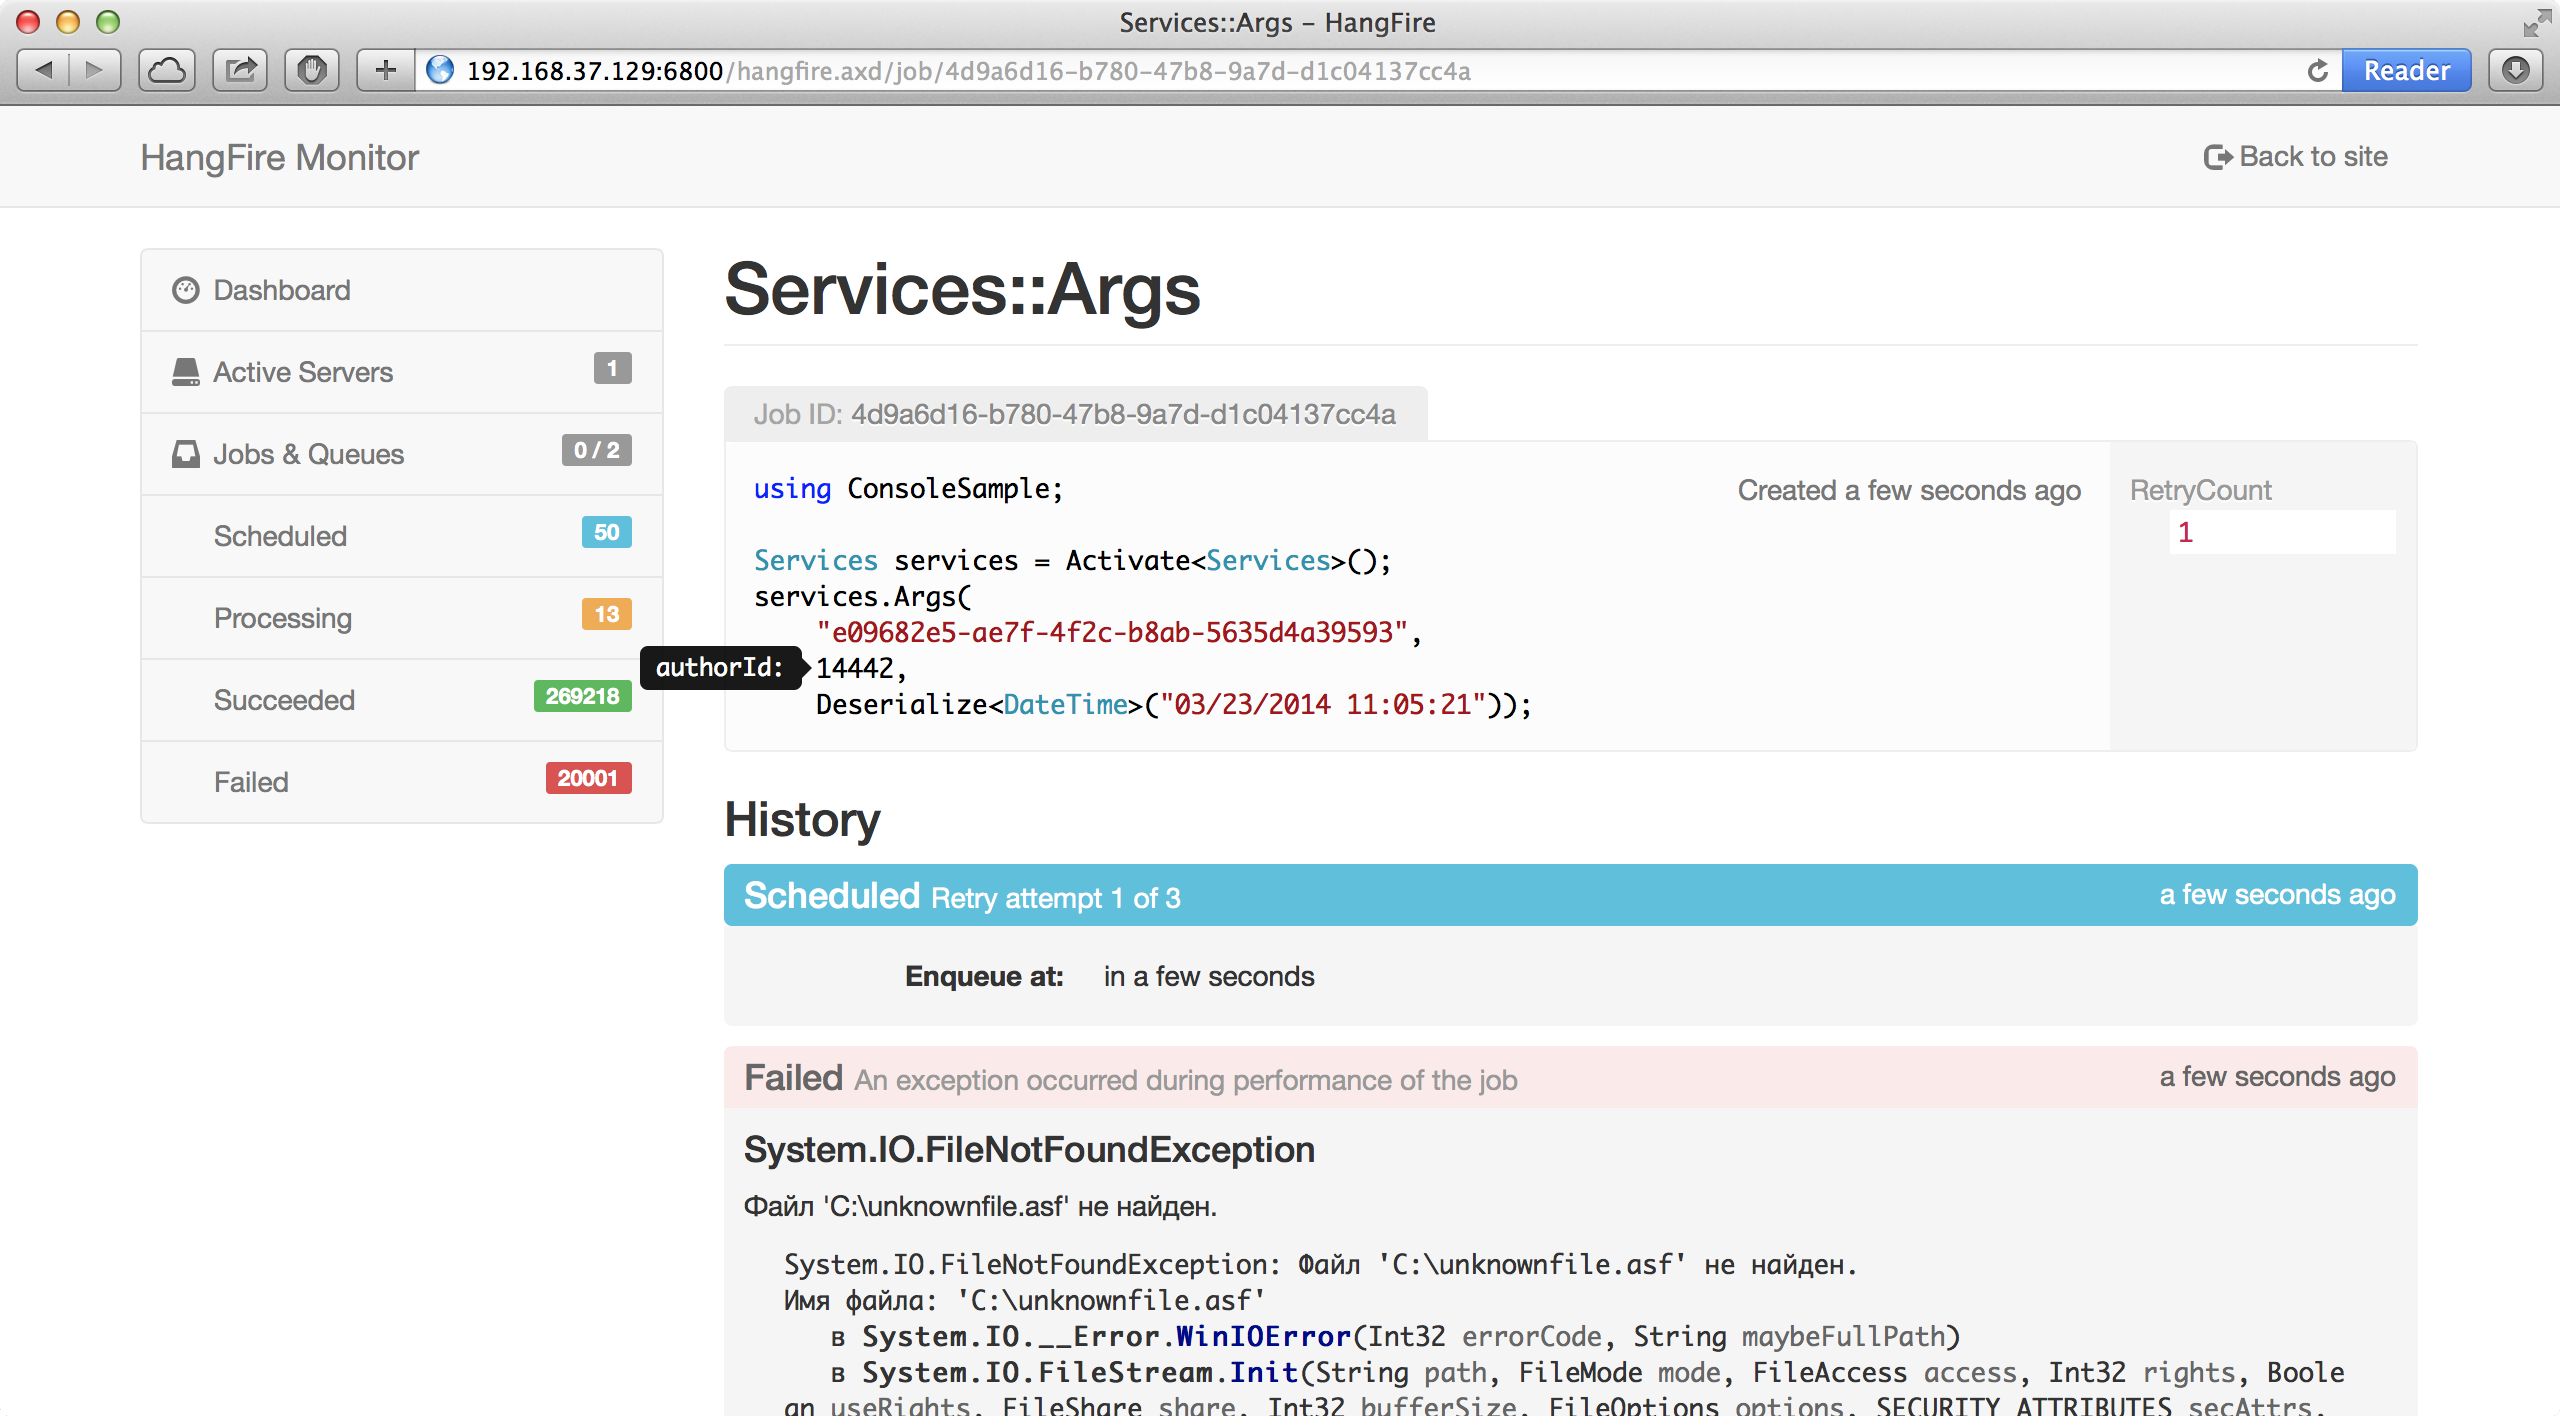 Services::Args – HangFire
192.168.37.129:6800/hangfire.axd/job/4d9a6d16-b780-47b8-9a7d-d1c04137cc4a
Reader
HangFire Monitor
Back to site
Dashboard
Active Servers 1
Jobs & Queues 0 / 2
Scheduled 50
Processing 13
Succeeded 269218
Failed 20001
Services::Args
Job ID: 4d9a6d16-b780-47b8-9a7d-d1c04137cc4a
using ConsoleSample;
Created a few seconds ago
RetryCount
1
Services services = Activate<Services>();
services.Args(
"e09682e5-ae7f-4f2c-b8ab-5635d4a39593",
authorId: 14442,
Deserialize<DateTime>("03/23/2014 11:05:21"));
History
Scheduled Retry attempt 1 of 3 a few seconds ago
Enqueue at: in a few seconds
Failed An exception occurred during performance of the job a few seconds ago
System.IO.FileNotFoundException
Файл 'C:\unknownfile.asf' не найден.
System.IO.FileNotFoundException: Файл 'C:\unknownfile.asf' не найден.
Имя файла: 'C:\unknownfile.asf'
в System.IO.__Error.WinIOError(Int32 errorCode, String maybeFullPath)
в System.IO.FileStream.Init(String path, FileMode mode, FileAccess access, Int32 rights, Boole
an useRights, FileShare share, Int32 bufferSize, FileOptions options, SECURITY_ATTRIBUTES secAttrs,